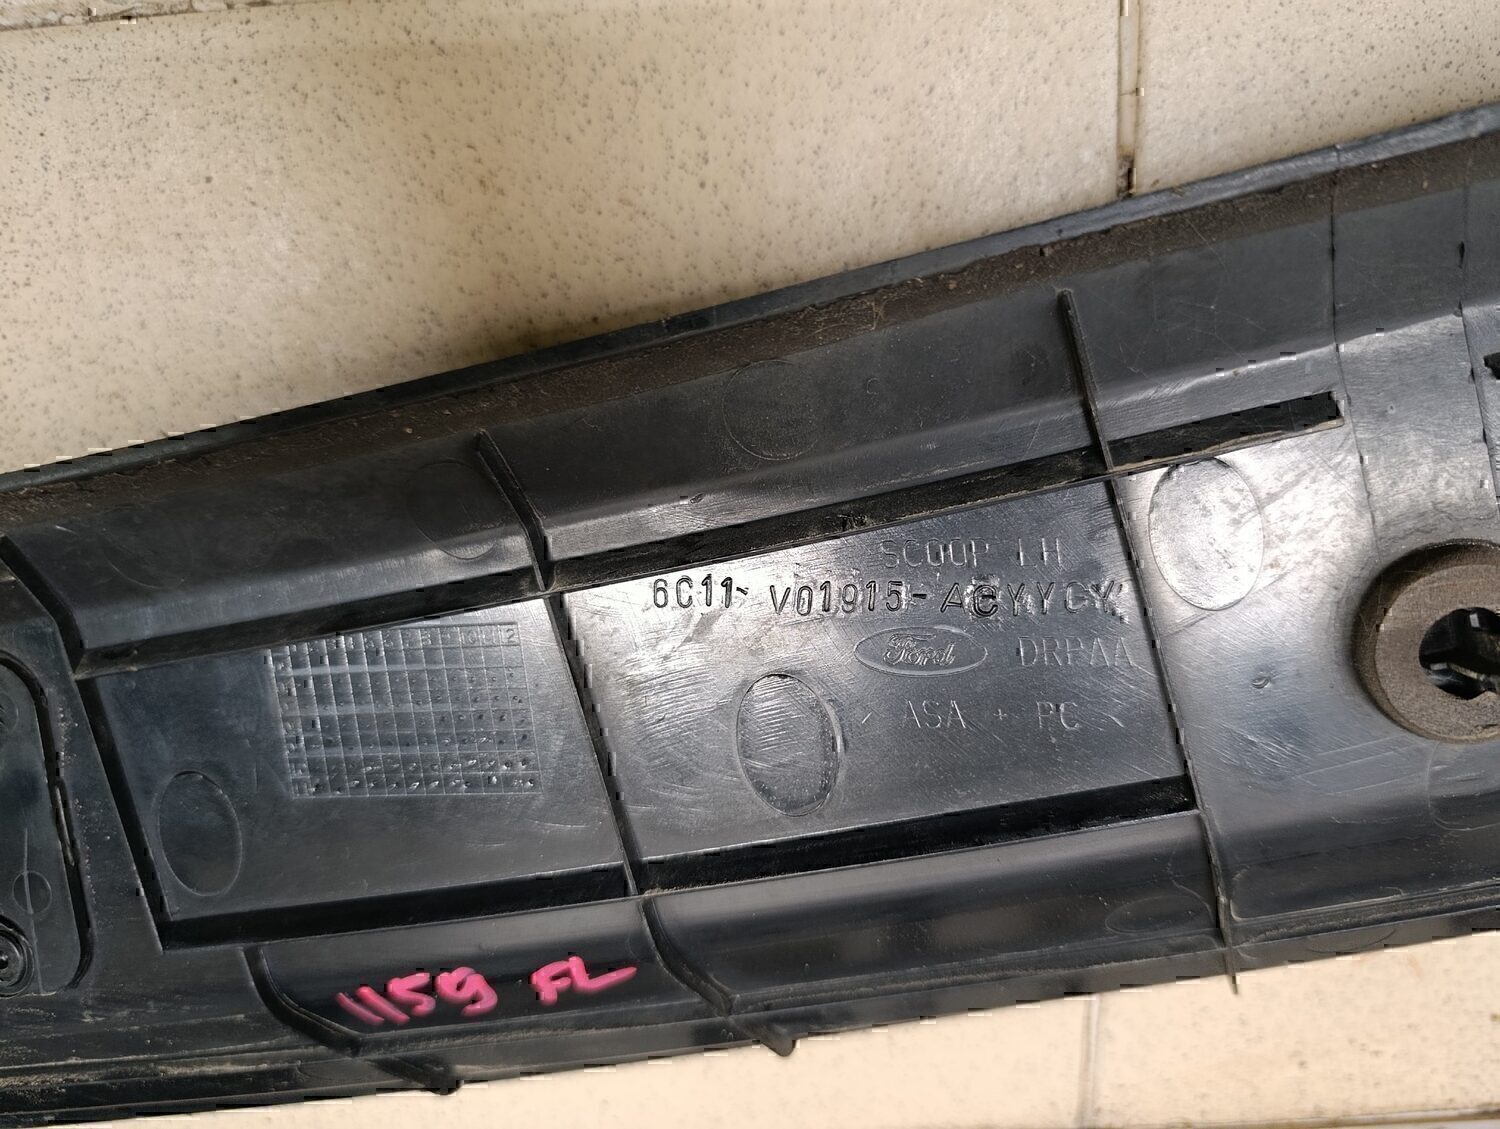 SCOOP LH
6C11- V01915- ACYYCY
Ford DRPAA
ASA + PC <
1159 FL